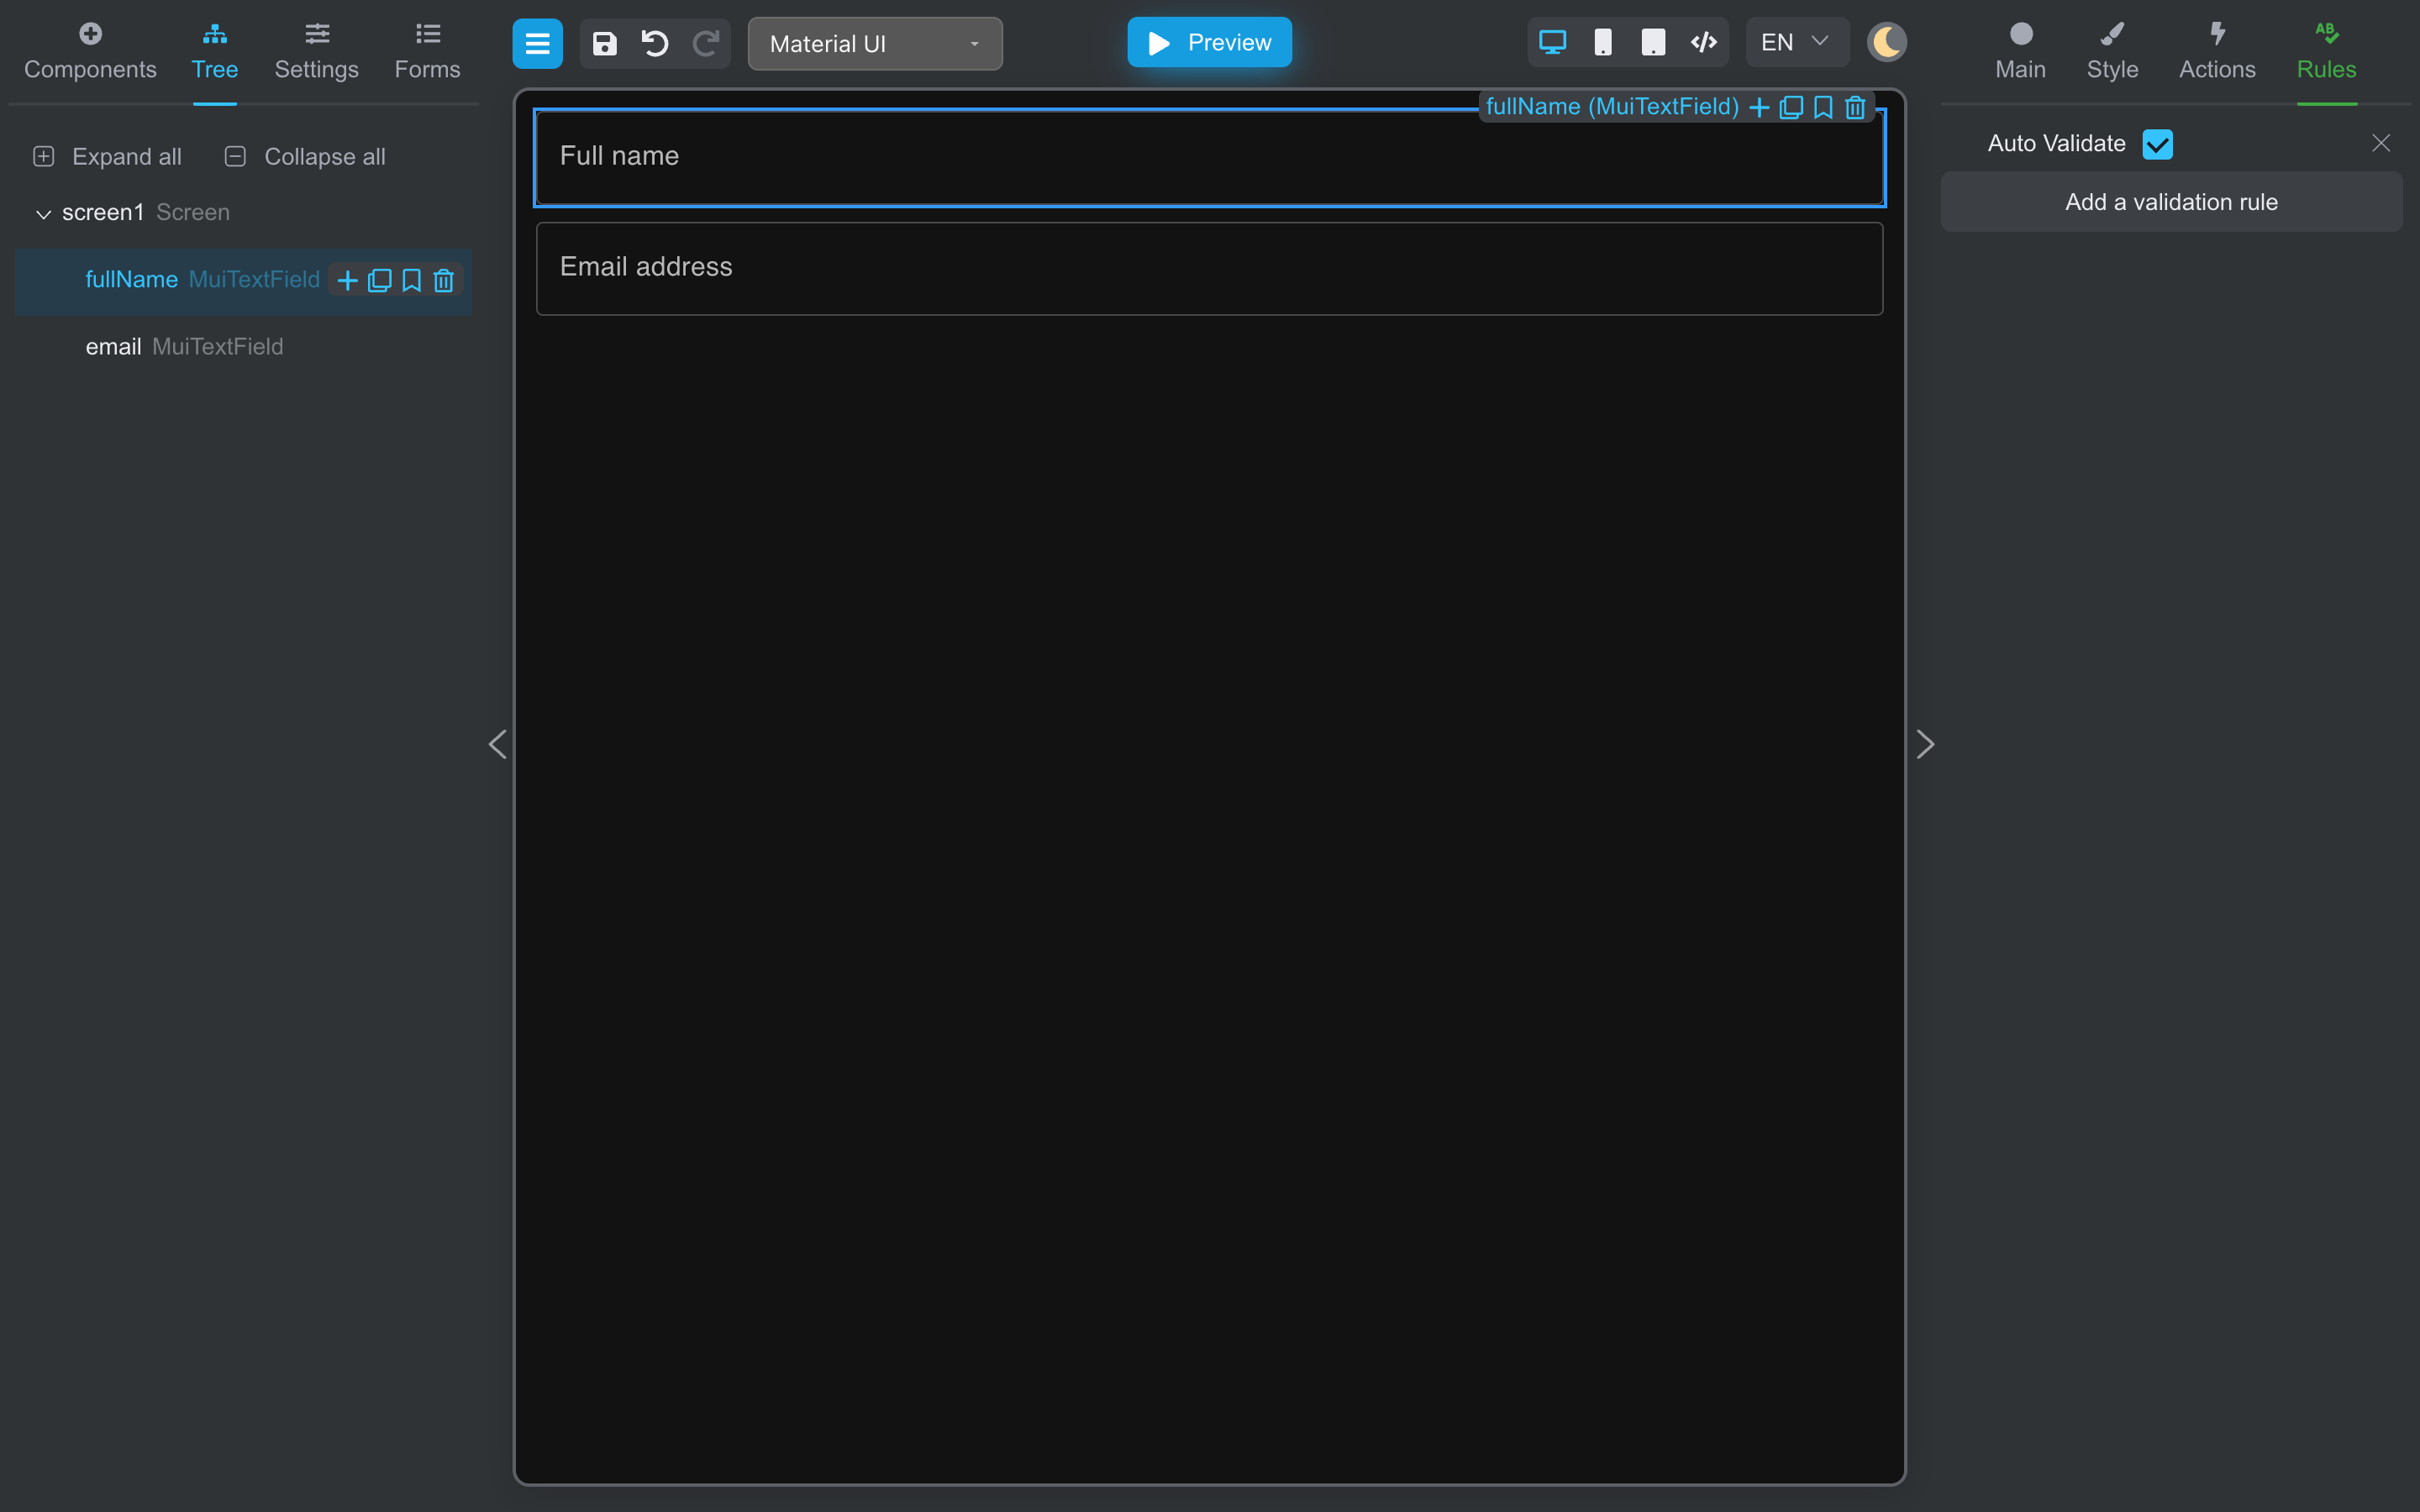 Components Tree Settings Forms
Material UI
Preview
EN
Main Style Actions AB Rules
Expand all Collapse all
screen1 Screen
fullName MuiTextField
email MuiTextField
fullName (MuiTextField)
Full name
Email address
Auto Validate
Add a validation rule